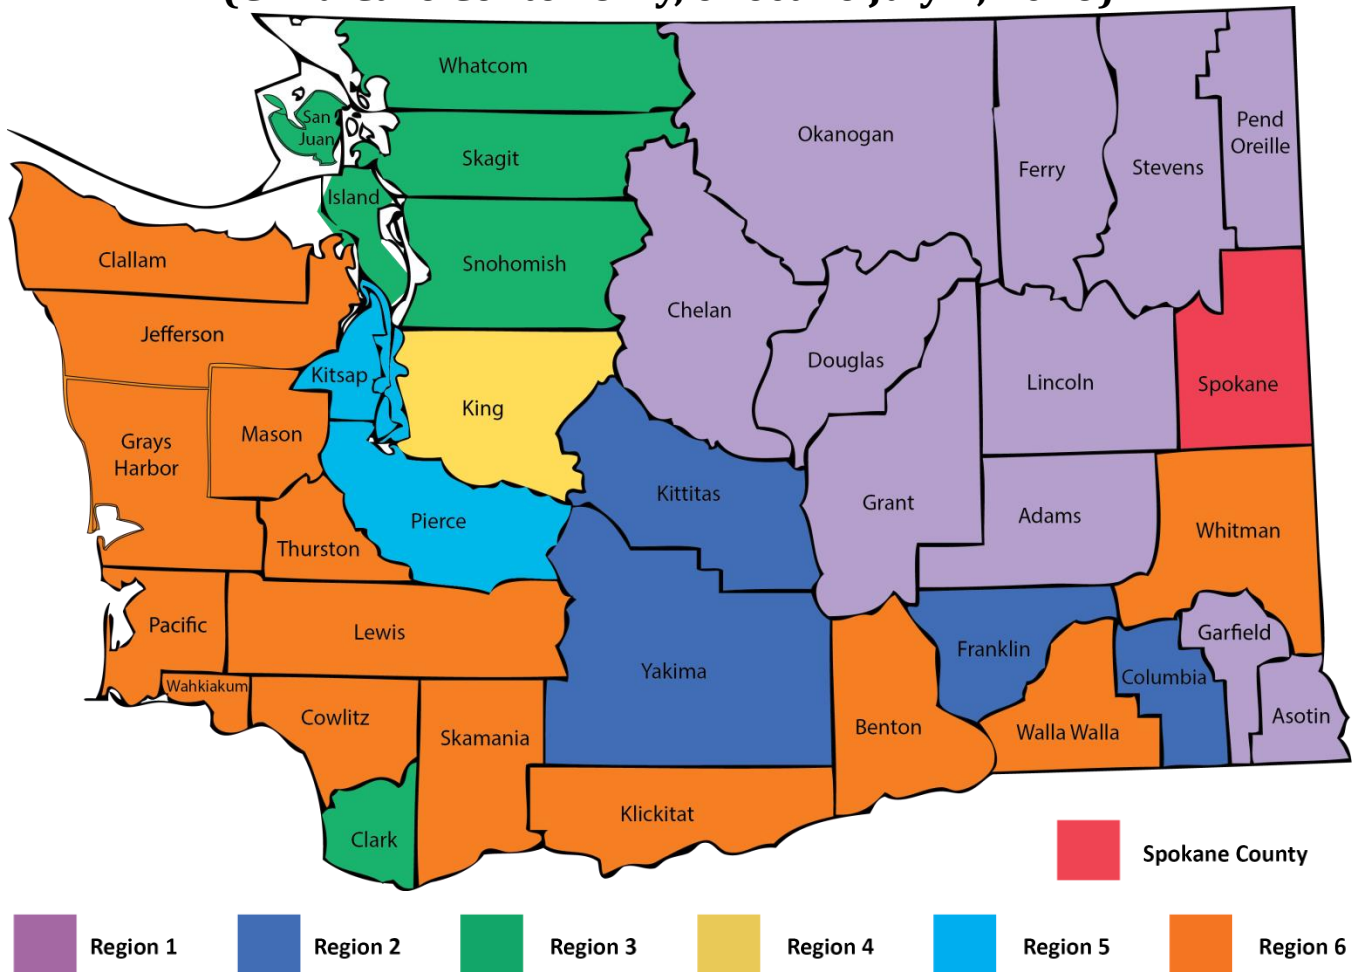 Whatcom
San
Juan
Skagit
Island
Snohomish
Okanogan
Ferry
Stevens
Pend
Oreille
Clallam
Jefferson
Kitsap
King
Chelan
Douglas
Lincoln
Spokane
Grays
Harbor
Mason
Thurston
Pierce
Kittitas
Grant
Adams
Whitman
Pacific
Lewis
Yakima
Franklin
Columbia
Garfield
Asotin
Wahkiakum
Cowlitz
Skamania
Benton
Walla Walla
Clark
Klickitat
Spokane County
Region 1
Region 2
Region 3
Region 4
Region 5
Region 6